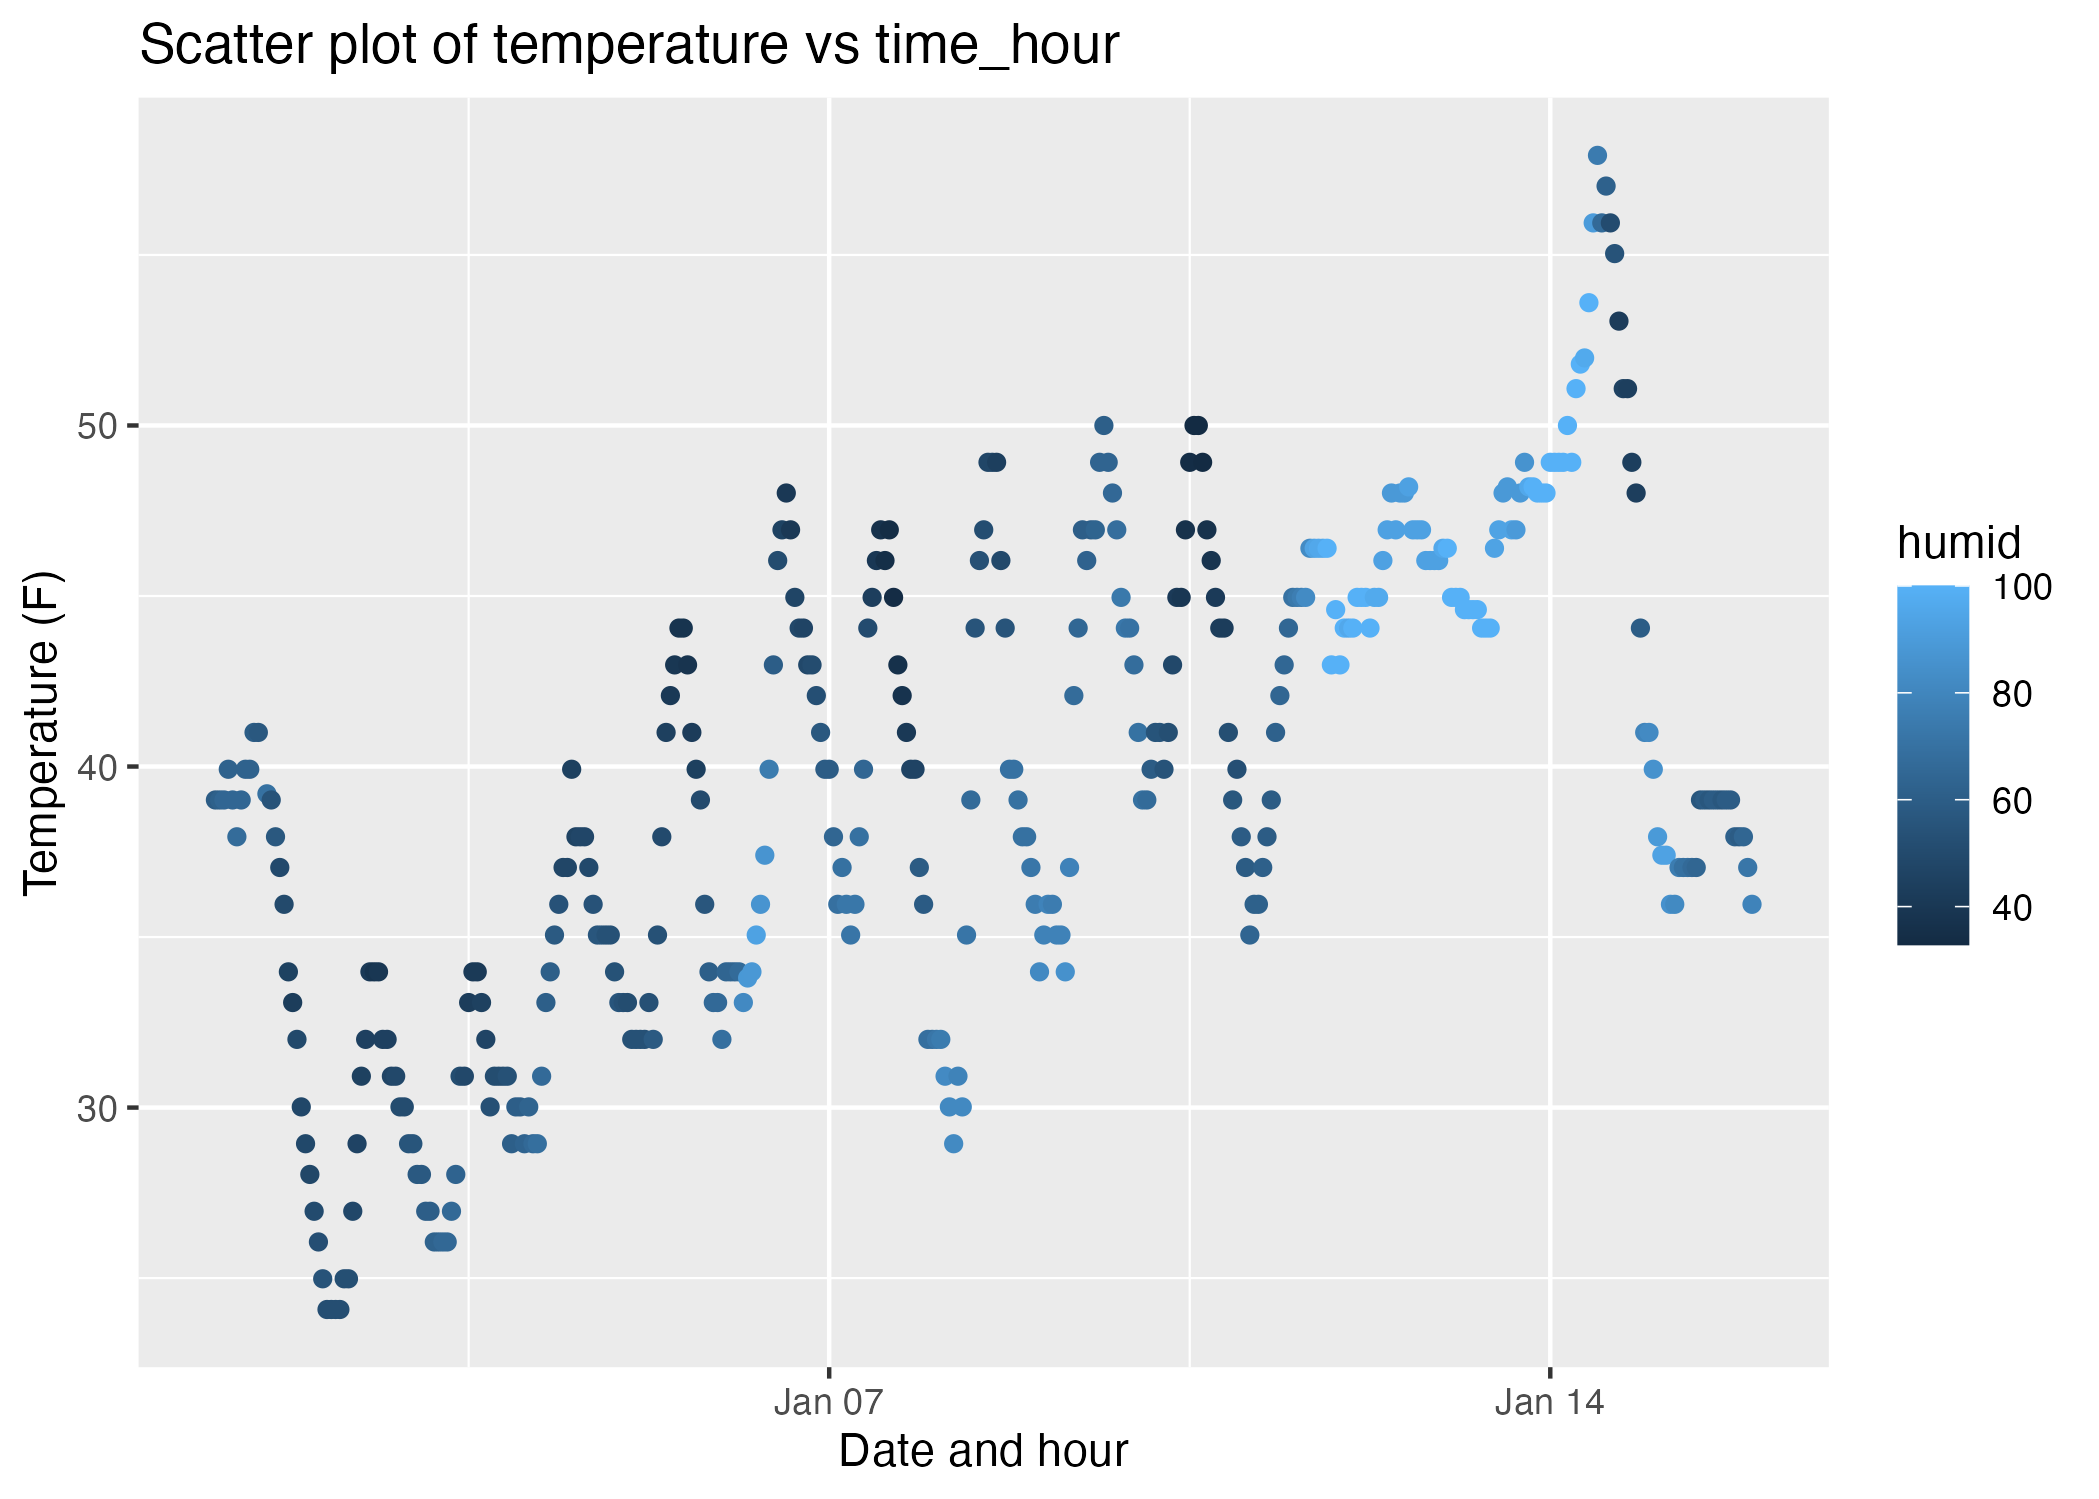 Scatter plot of temperature vs time_hour
Temperature (F)
50
40
30
Jan 07
Jan 14
Date and hour
humid
100
80
60
40